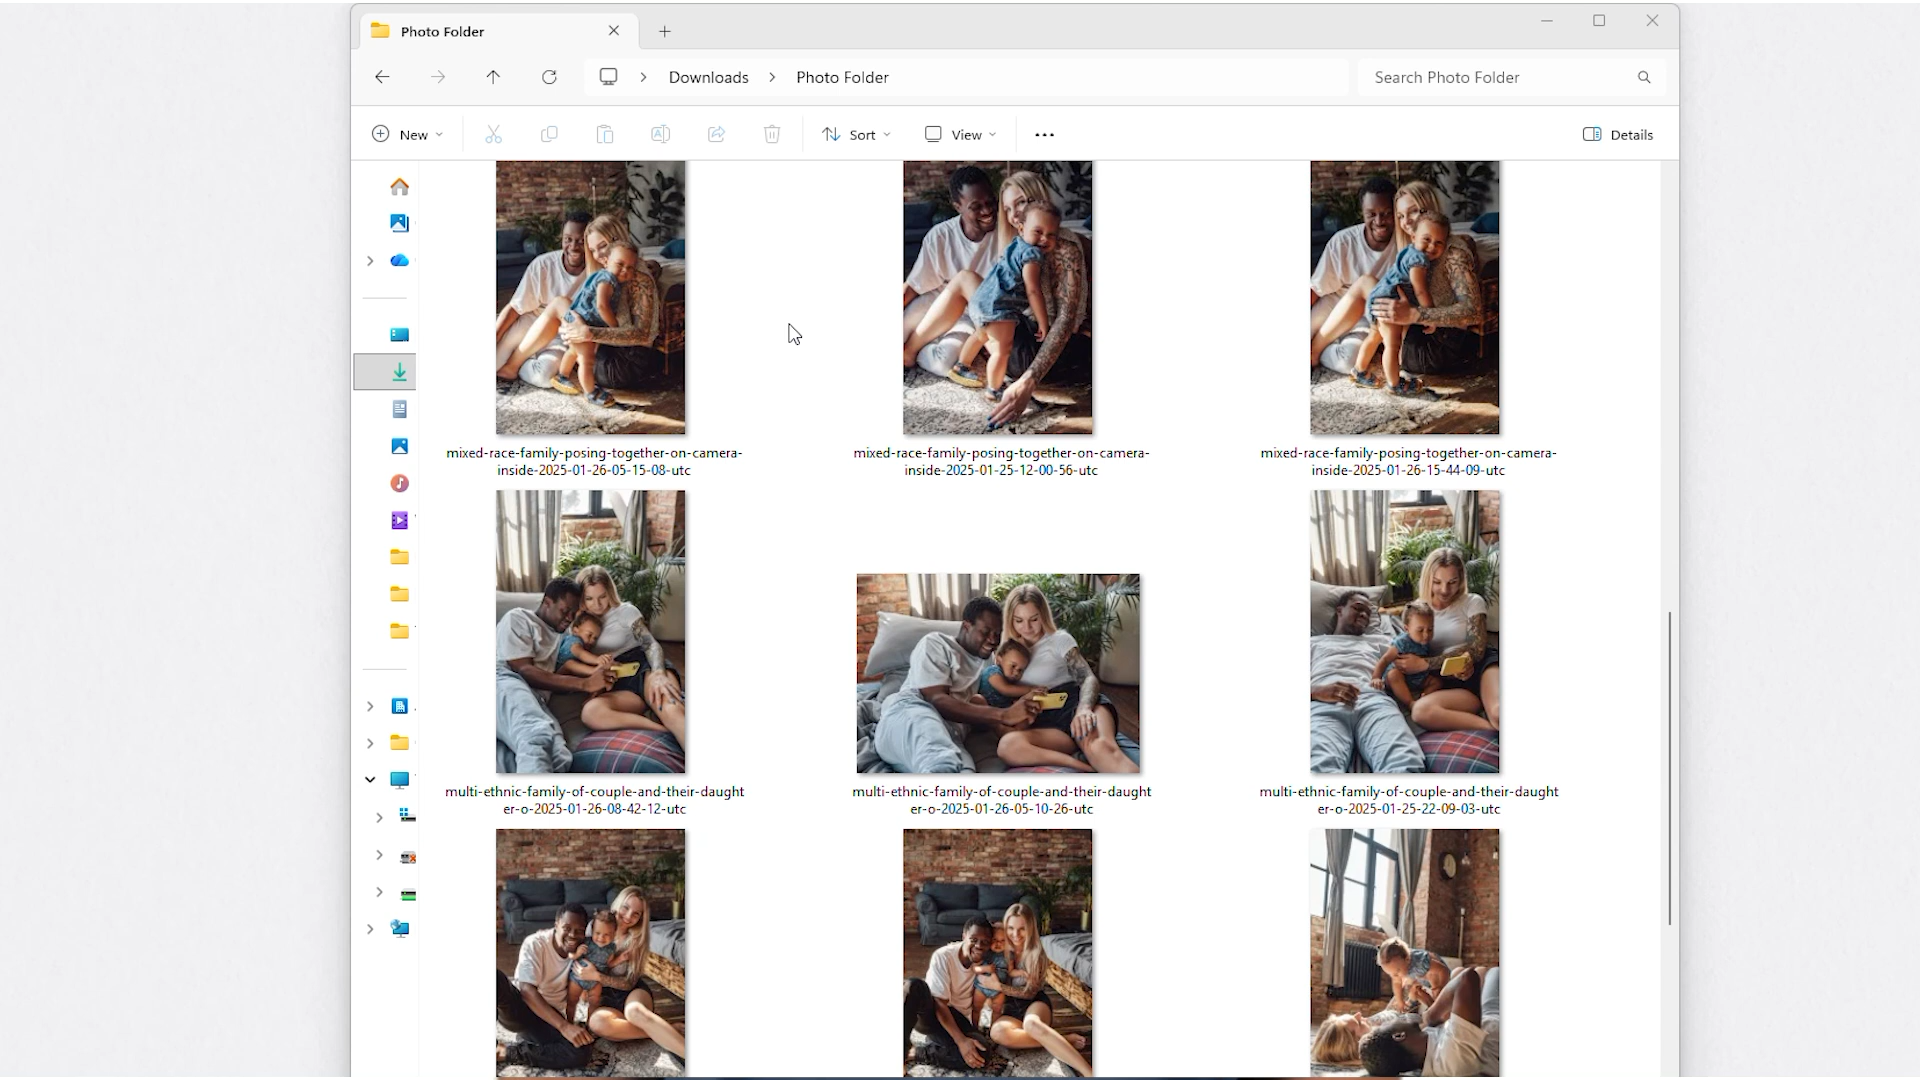 Photo Folder
Downloads
Photo Folder
Search Photo Folder
New
Sort
View
Details
mixed-race-family-posing-together-on-camera-
inside-2025-01-26-05-15-08-utc
mixed-race-family-posing-together-on-camera-
inside-2025-01-25-12-00-56-utc
mixed-race-family-posing-together-on-camera-
inside-2025-01-26-15-44-09-utc
multi-ethnic-family-of-couple-and-their-daught
er-o-2025-01-26-08-42-12-utc
multi-ethnic-family-of-couple-and-their-daught
er-o-2025-01-26-05-10-26-utc
multi-ethnic-family-of-couple-and-their-daught
er-o-2025-01-25-22-09-03-utc